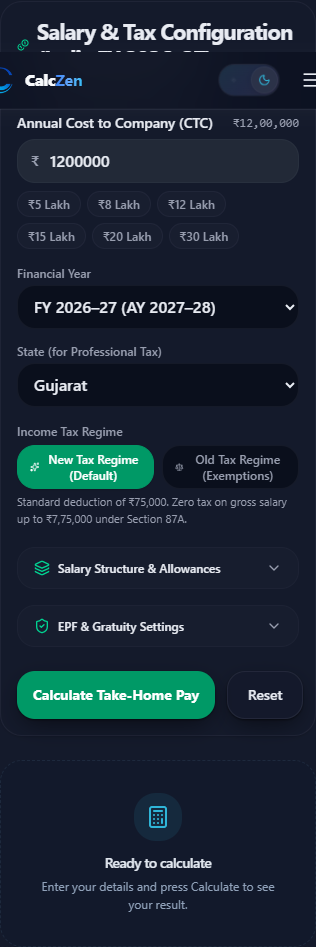 Salary & Tax Configuration
CalcZen
Annual Cost to Company (CTC) ₹12,00,000
₹ 1200000
₹5 Lakh ₹8 Lakh ₹12 Lakh
₹15 Lakh ₹20 Lakh ₹30 Lakh
Financial Year
FY 2026–27 (AY 2027–28)
State (for Professional Tax)
Gujarat
Income Tax Regime
New Tax Regime
(Default)
Old Tax Regime
(Exemptions)
Standard deduction of ₹75,000. Zero tax on gross salary
up to ₹7,75,000 under Section 87A.
Salary Structure & Allowances
EPF & Gratuity Settings
Calculate Take-Home Pay Reset
Ready to calculate
Enter your details and press Calculate to see
your result.